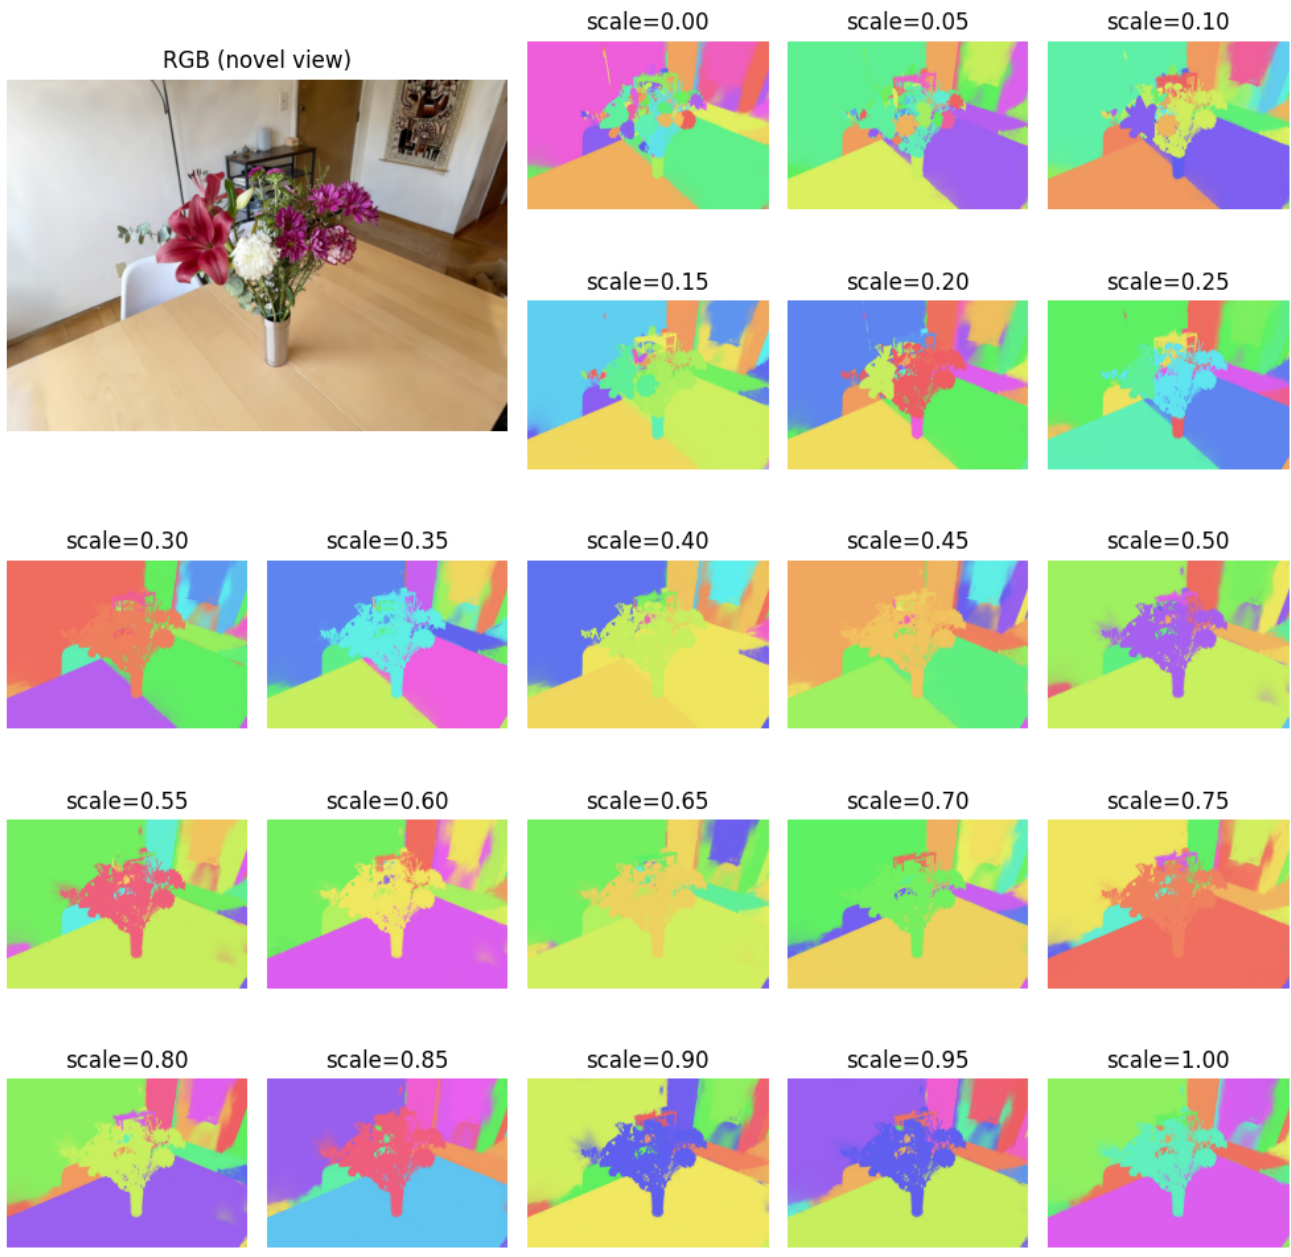 RGB (novel view)
scale=0.00
scale=0.05
scale=0.10
scale=0.15
scale=0.20
scale=0.25
scale=0.30
scale=0.35
scale=0.40
scale=0.45
scale=0.50
scale=0.55
scale=0.60
scale=0.65
scale=0.70
scale=0.75
scale=0.80
scale=0.85
scale=0.90
scale=0.95
scale=1.00